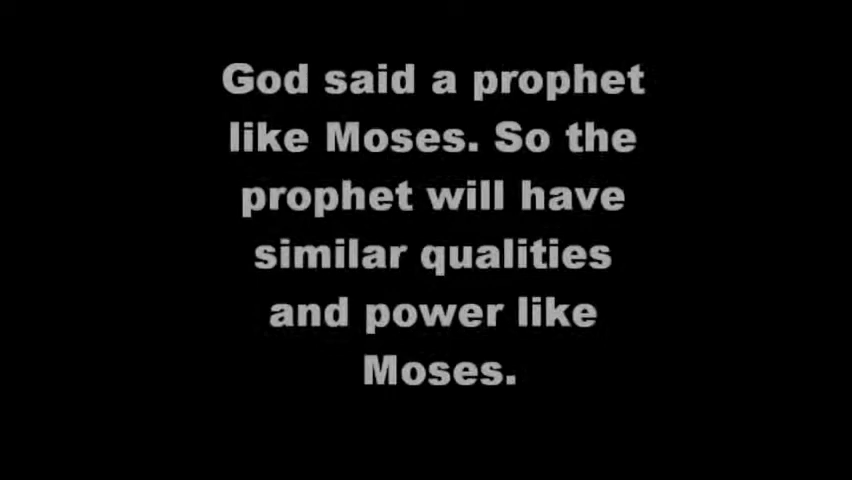 God said a prophet
like Moses. So the
prophet will have
similar qualities
and power like
Moses.